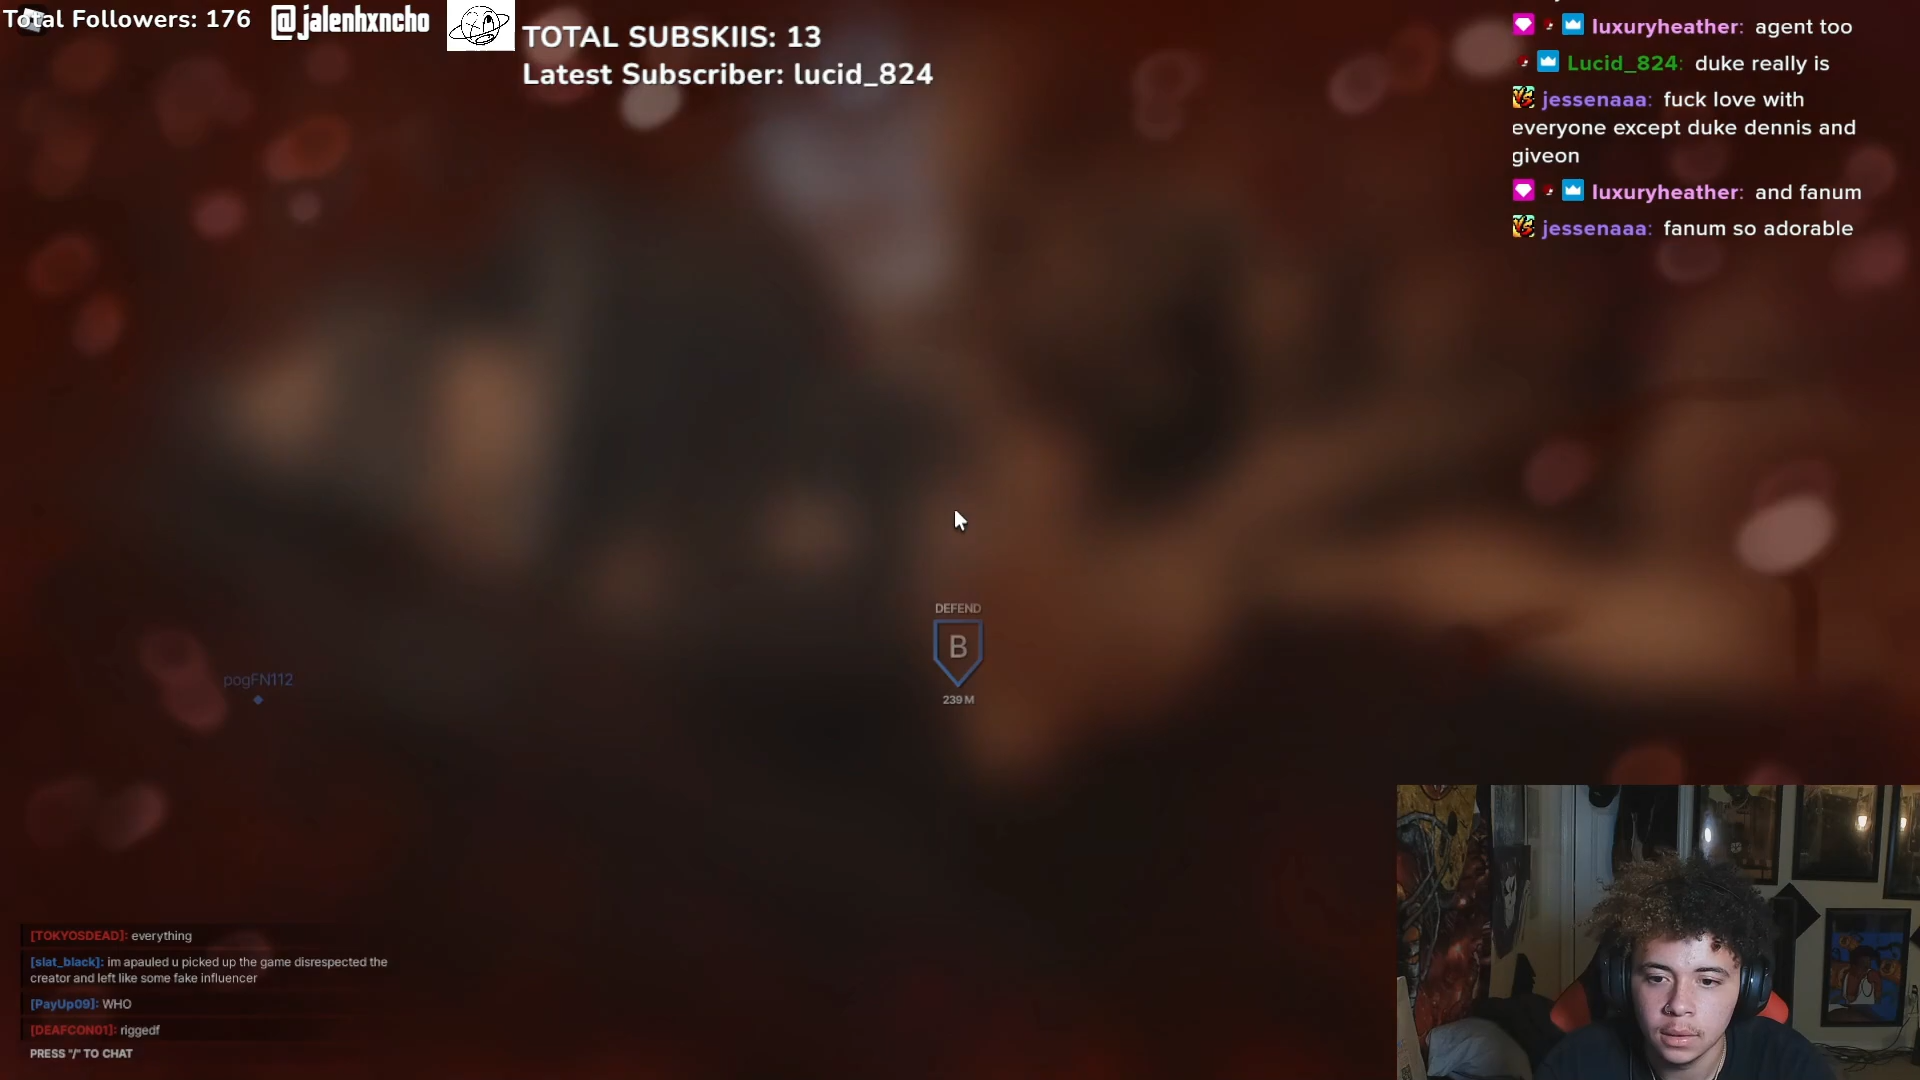 Total Followers: 176
@jalenhxncho
TOTAL SUBSKIIS: 13
Latest Subscriber: lucid_824
luxuryheather: agent too
Lucid_824: duke really is
jessenaaa: fuck love with
everyone except duke dennis and
giveon
luxuryheather: and fanum
jessenaaa: fanum so adorable
DEFEND
B
239 M
pogFN112
[TOKYOSDEAD]: everything
[slat_black]: im apauled u picked up the game disrespected the
creator and left like some fake influencer
[PayUp09]: WHO
[DEAFCON01]: riggedf
PRESS "/" TO CHAT